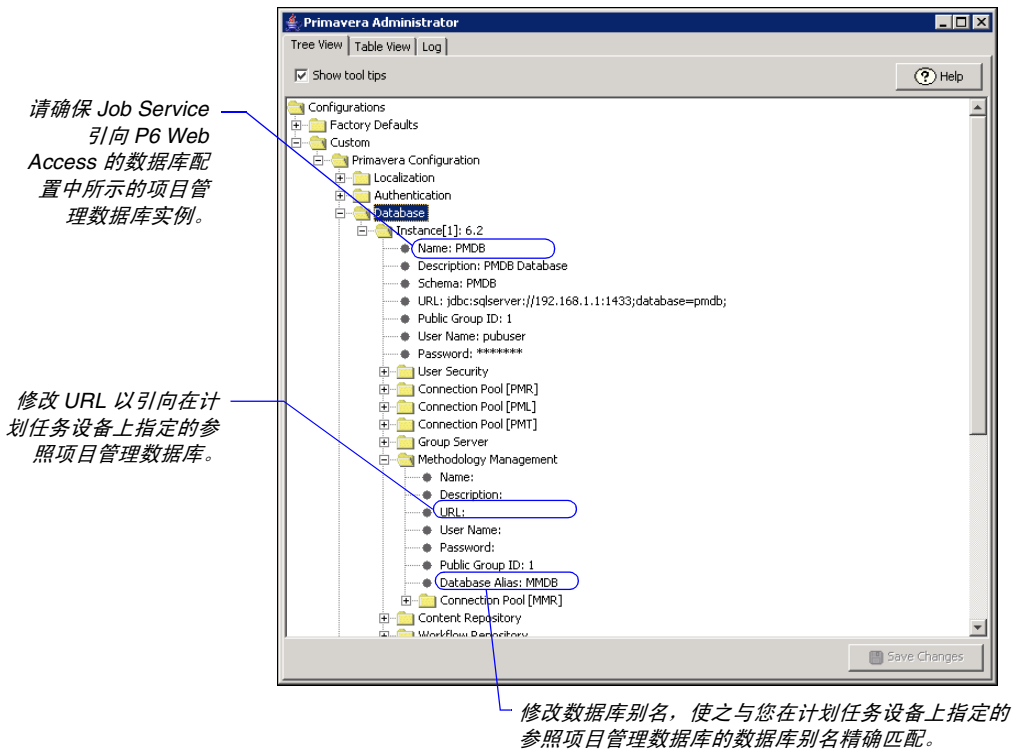 Primavera Administrator
Tree View
Table View
Log
Show tool tips
Help
Configurations
Factory Defaults
Custom
Primavera Configuration
Localization
Authentication
Database
Instance[1]: 6.2
Name: PMDB
Description: PMDB Database
Schema: PMDB
URL: jdbc:sqlserver://192.168.1.1:1433;database=pmdb;
Public Group ID: 1
User Name: pubuser
Password: *******
User Security
Connection Pool [PMR]
Connection Pool [PML]
Connection Pool [PMT]
Group Server
Methodology Management
Name:
Description:
URL:
User Name:
Password:
Public Group ID: 1
Database Alias: MMDB
Connection Pool [MMR]
Content Repository
Workflow Repository
Save Changes
请确保 Job Service
引向 P6 Web
Access 的数据库配
置中所示的项目管
理数据库实例。
修改 URL 以引向在计
划任务设备上指定的参
照项目管理数据库。
修改数据库别名，使之与您在计划任务设备上指定的
参照项目管理数据库的数据库别名精确匹配。